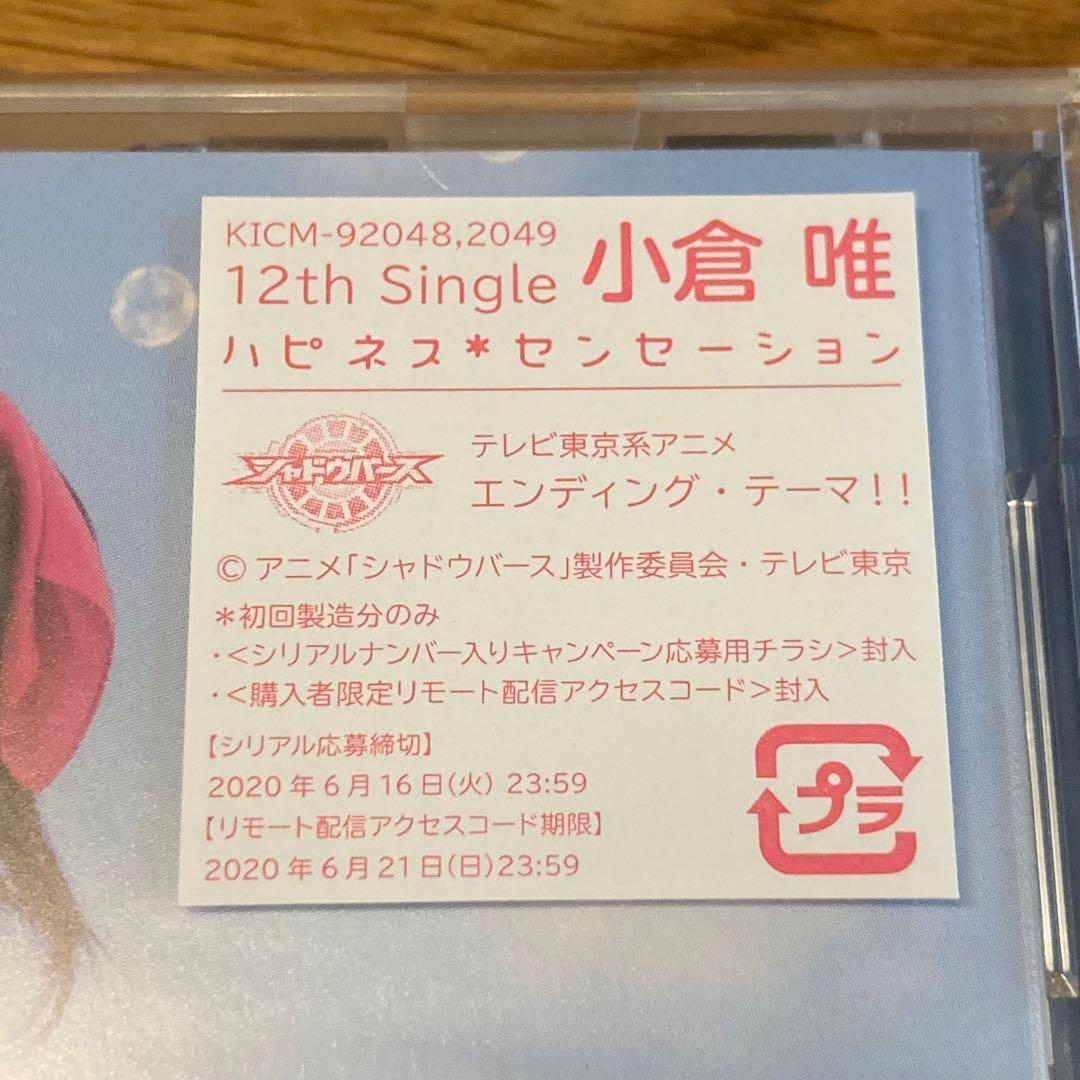 KICM-92048,2049
12th Single 小倉 唯
ハピネス*センセーション
シャドウバース
テレビ東京系アニメ
エンディング・テーマ！！
© アニメ「シャドウバース」製作委員会・テレビ東京
*初回製造分のみ
・<シリアルナンバー入りキャンペーン応募用チラシ>封入
・<購入者限定リモート配信アクセスコード>封入
【シリアル応募締切】
2020年6月16日(火) 23:59
【リモート配信アクセスコード期限】
2020年6月21日(日)23:59
プラ